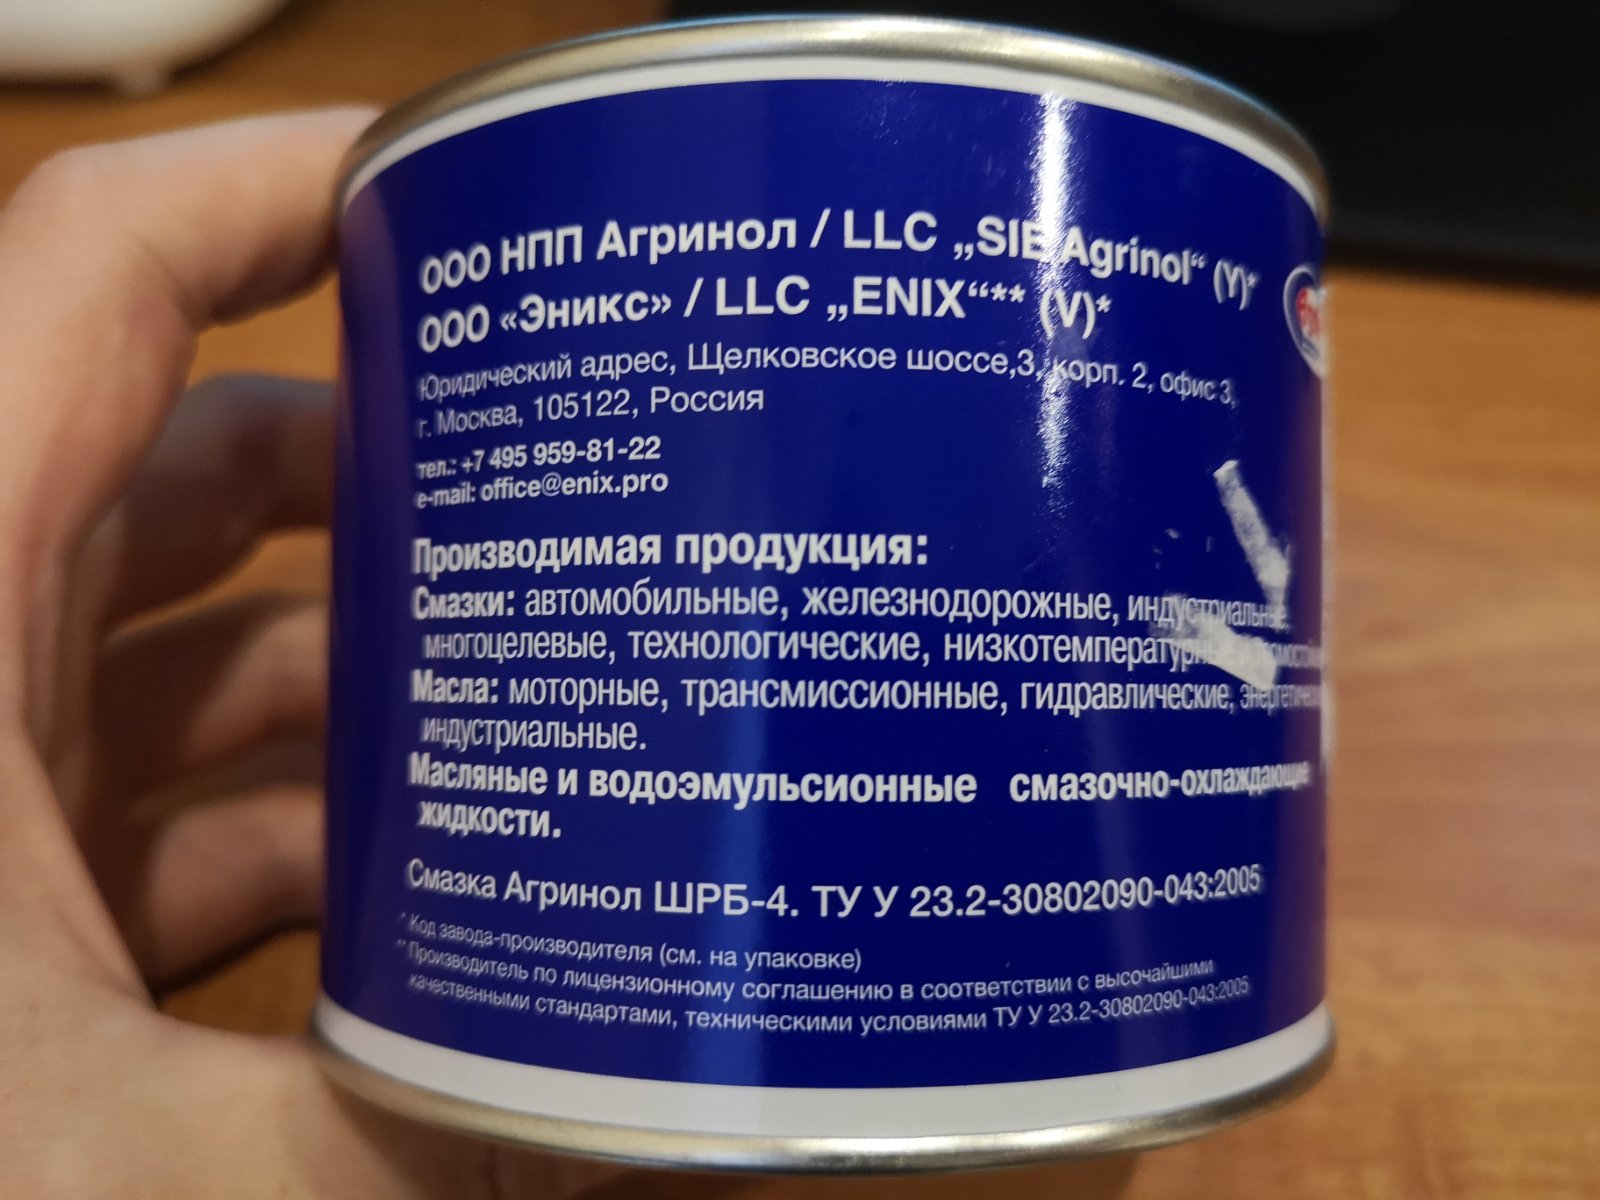 ООО НПП Агринол / LLC „SIE Agrinol“ (Y)*
ООО «Эникс» / LLC „ENIX“** (V)*
Юридический адрес, Щелковское шоссе,3, корп. 2, офис 3,
г. Москва, 105122, Россия
тел.: +7 495 959-81-22
e-mail: office@enix.pro
Производимая продукция:
Смазки: автомобильные, железнодорожные, индустриальные,
многоцелевые, технологические, низкотемпературные и
Масла: моторные, трансмиссионные, гидравлические,
индустриальные.
Масляные и водоэмульсионные смазочно-охлаждающие
жидкости.
Смазка Агринол ШРБ-4. ТУ У 23.2-30802090-043:2005
* Код завода-производителя (см. на упаковке)
** Производитель по лицензионному соглашению в соответствии с высочайшими
качественными стандартами, техническими условиями ТУ У 23.2-30802090-043:2005